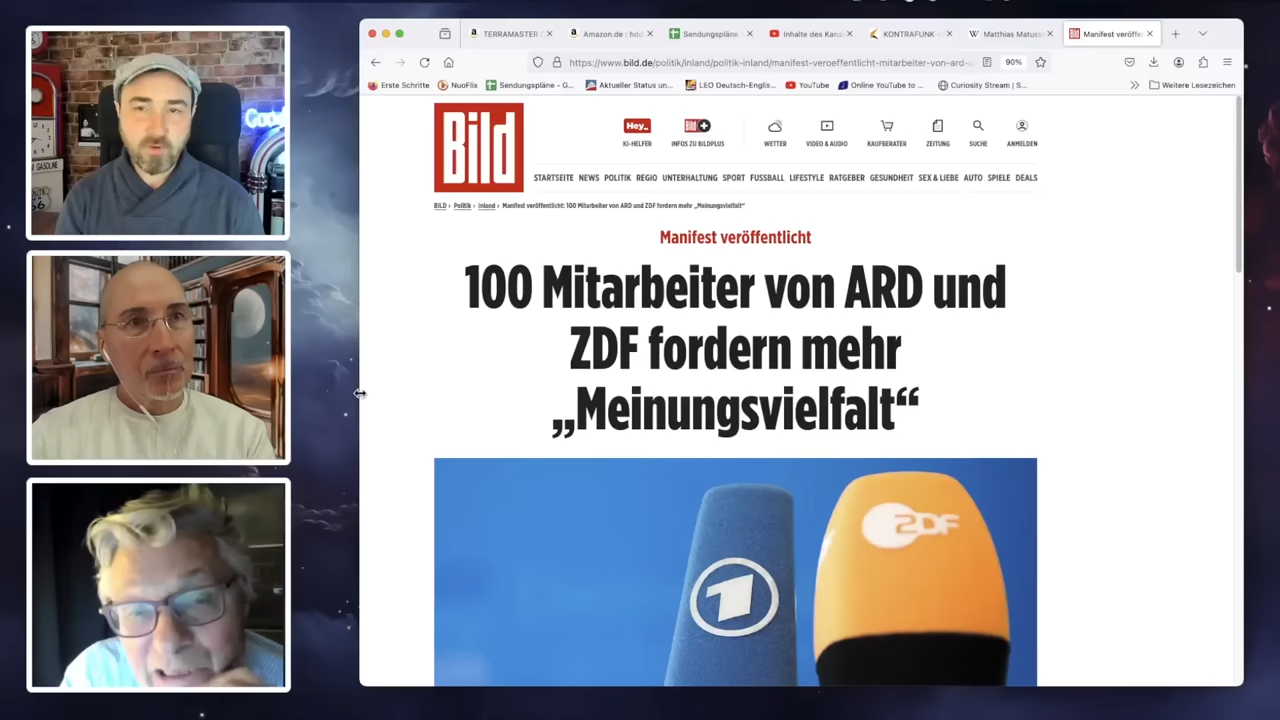 TERRAMASTER /
Amazon.de : hdd
Sendungspläne
Inhalte des Kana
KONTRAFUNK –
Matthias Matuss
Manifest veröffe
https://www.bild.de/politik/inland/politik-inland/manifest-veroeffentlicht-mitarbeiter-von-ard-u
90%
Erste Schritte
NuoFlix
Sendungspläne - G...
Aktueller Status un...
LEO Deutsch-Englis...
YouTube
Online YouTube to ...
Curiosity Stream | S...
Weitere Lesezeichen
Bild
Hey_
KI-HELFER
INFOS ZU BILDPLUS
WETTER
VIDEO & AUDIO
KAUFBERATER
ZEITUNG
SUCHE
ANMELDEN
STARTSEITE NEWS POLITIK REGIO UNTERHALTUNG SPORT FUSSBALL LIFESTYLE RATGEBER GESUNDHEIT SEX & LIEBE AUTO SPIELE DEALS
BILD › Politik › Inland › Manifest veröffentlicht: 100 Mitarbeiter von ARD und ZDF fordern mehr „Meinungsvielfalt“
Manifest veröffentlicht
100 Mitarbeiter von ARD und
ZDF fordern mehr
„Meinungsvielfalt“
1
ZDF
GASOLINE
ROUTE
66